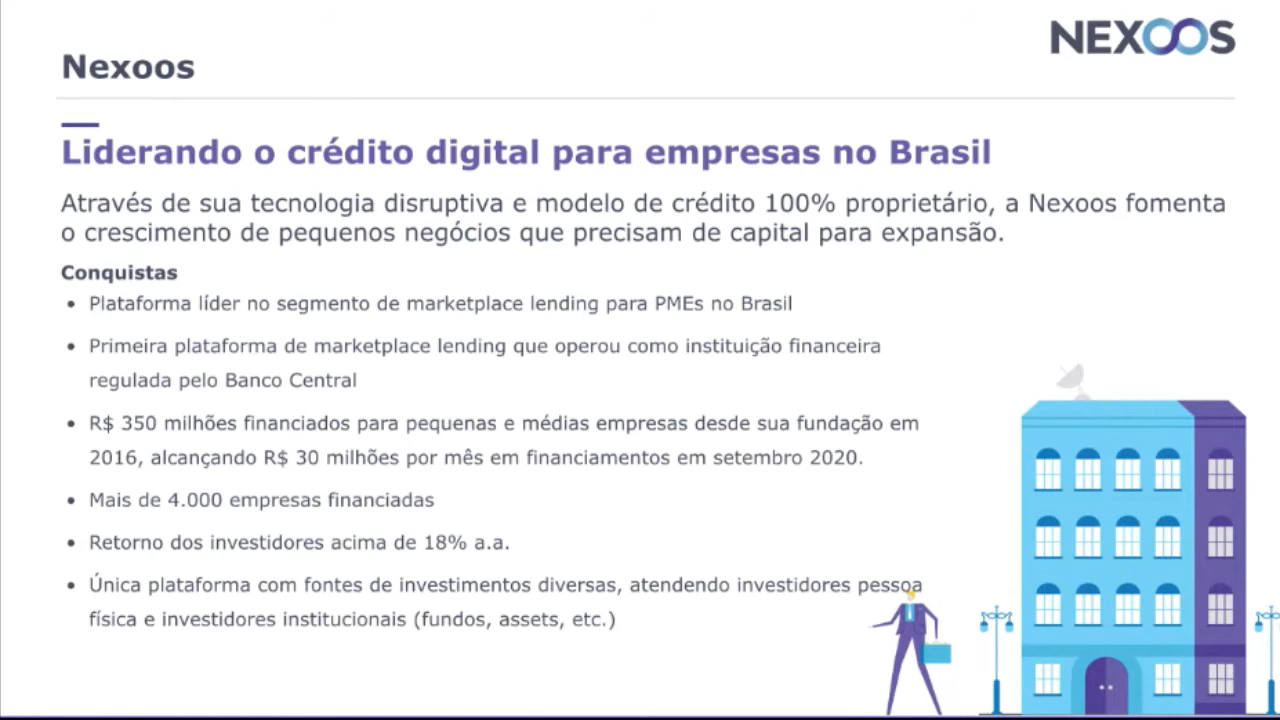 NEXOOS
Nexoos
Liderando o crédito digital para empresas no Brasil
Através de sua tecnologia disruptiva e modelo de crédito 100% proprietário, a Nexoos fomenta
o crescimento de pequenos negócios que precisam de capital para expansão.
Conquistas
• Plataforma líder no segmento de marketplace lending para PMEs no Brasil
• Primeira plataforma de marketplace lending que operou como instituição financeira
regulada pelo Banco Central
• R$ 350 milhões financiados para pequenas e médias empresas desde sua fundação em
2016, alcançando R$ 30 milhões por mês em financiamentos em setembro 2020.
• Mais de 4.000 empresas financiadas
• Retorno dos investidores acima de 18% a.a.
• Única plataforma com fontes de investimentos diversas, atendendo investidores pessoa
física e investidores institucionais (fundos, assets, etc.)